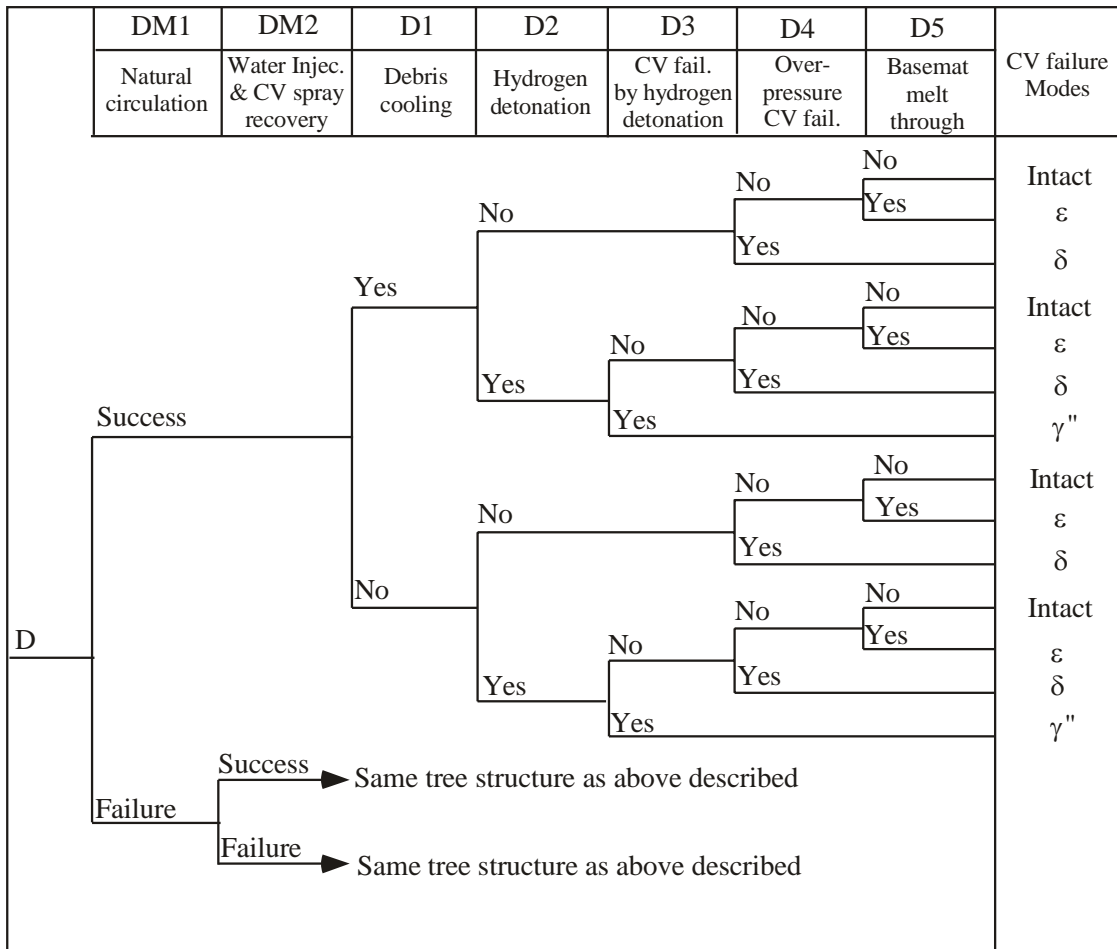 DM1 DM2 D1 D2 D3 D4 D5
Natural circulation
Water Injec. & CV spray recovery
Debris cooling
Hydrogen detonation
CV fail. by hydrogen detonation
Over-pressure CV fail.
Basemat melt through
CV failure Modes
No
No Intact
No Yes
ε
Yes
δ
Yes
No
No Intact
No Yes
ε
Yes Yes
δ
Success Yes
γ"
No
No Intact
No Yes
ε
Yes
δ
No
No
No Intact
D No Yes
ε
Yes Yes
δ
Yes
γ"
Success Same tree structure as above described
Failure
Failure Same tree structure as above described